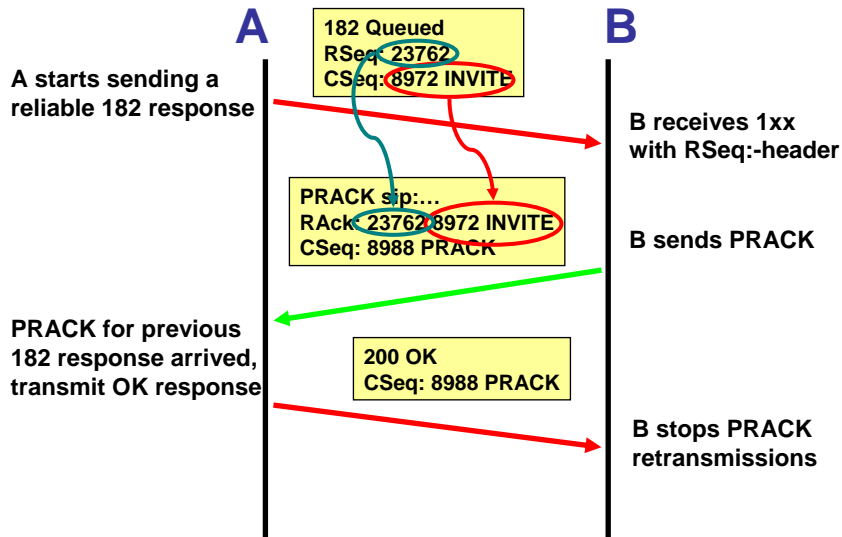 A
B
182 Queued
RSeq: 23762
CSeq: 8972 INVITE
A starts sending a
reliable 182 response
B receives 1xx
with RSeq:-header
PRACK sip:…
RAck: 23762 8972 INVITE
CSeq: 8988 PRACK
B sends PRACK
PRACK for previous
182 response arrived,
transmit OK response
200 OK
CSeq: 8988 PRACK
B stops PRACK
retransmissions